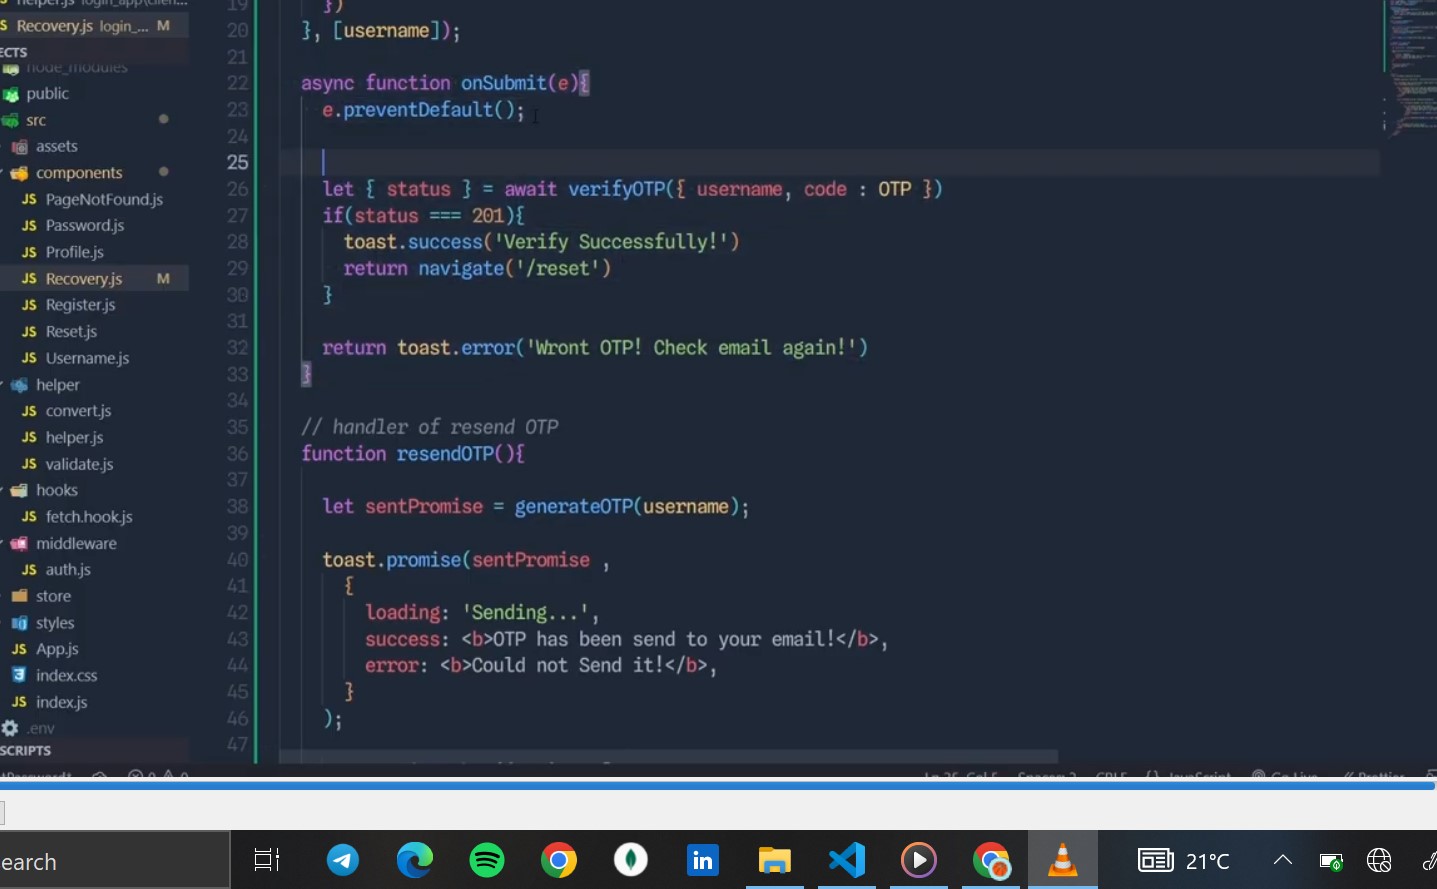 helper.js login_app\clien...
Recovery.js login_... M
ECTS
node_modules
public
src
assets
components
JS PageNotFound.js
JS Password.js
JS Profile.js
JS Recovery.js M
JS Register.js
JS Reset.js
JS Username.js
helper
JS convert.js
JS helper.js
JS validate.js
hooks
JS fetch.hook.js
middleware
JS auth.js
store
styles
JS App.js
index.css
JS index.js
.env
SCRIPTS
19 })
20 }, [username]);
21
22 async function onSubmit(e){
23 e.preventDefault();
24
25
26 let { status } = await verifyOTP({ username, code : OTP })
27 if(status === 201){
28 toast.success('Verify Successfully!')
29 return navigate('/reset')
30 }
31
32 return toast.error('Wront OTP! Check email again!')
33 }
34
35 // handler of resend OTP
36 function resendOTP(){
37
38 let sentPromise = generateOTP(username);
39
40 toast.promise(sentPromise ,
41 {
42 loading: 'Sending...',
43 success: <b>OTP has been send to your email!</b>,
44 error: <b>Could not Send it!</b>,
45 }
46 );
47
JavaScript Go Live Prettier
earch
in
21°C